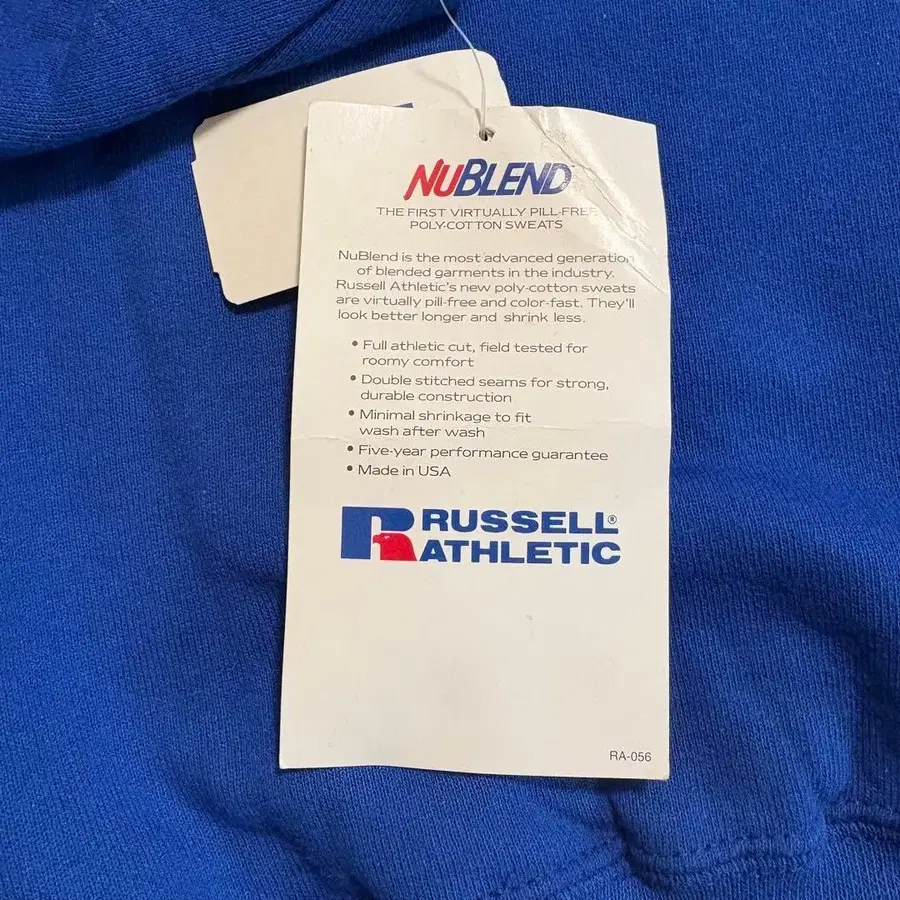 NUBLEND
THE FIRST VIRTUALLY PILL-FREE
POLY-COTTON SWEATS
NuBlend is the most advanced generation
of blended garments in the industry.
Russell Athletic's new poly-cotton sweats
are virtually pill-free and color-fast. They'll
look better longer and shrink less.
• Full athletic cut, field tested for
roomy comfort
• Double stitched seams for strong,
durable construction
• Minimal shrinkage to fit
wash after wash
• Five-year performance guarantee
• Made in USA
R RUSSELL®
ATHLETIC
RA-056